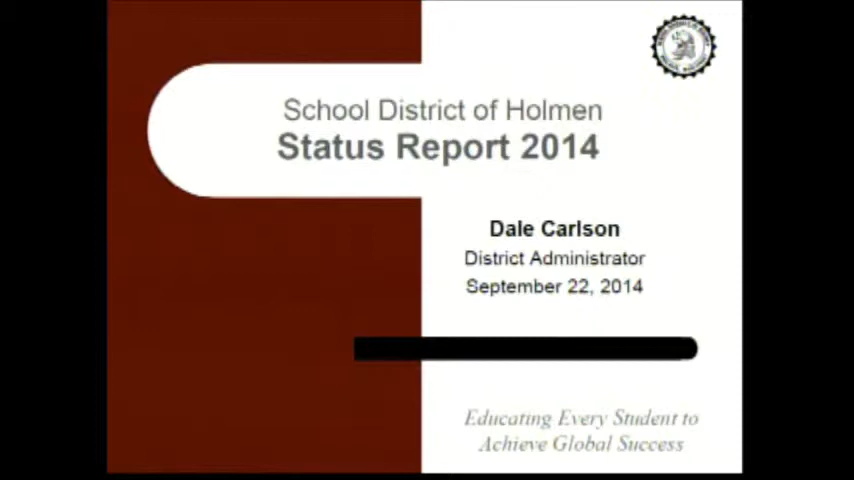 School District of Holmen
Status Report 2014
Dale Carlson
District Administrator
September 22, 2014
Educating Every Student to
Achieve Global Success